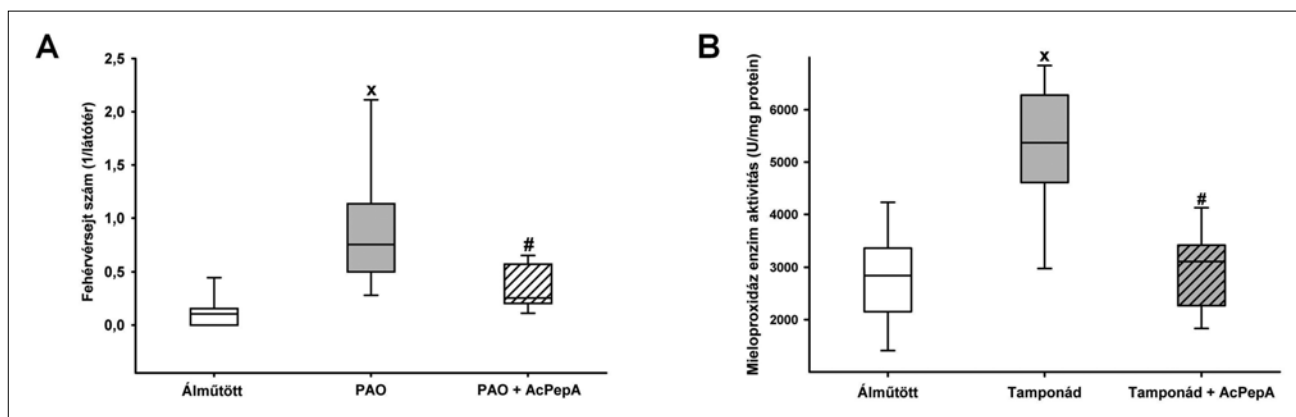 A
Fehérvérsejt szám (1/látótér)
2,5
2,0
1,5
1,0
0,5
0,0
x
#
Álműtött
PAO
PAO + AcPepA
B
Mieloproxidáz enzim aktivitás (U/mg protein)
6000
5000
4000
3000
2000
x
#
Álműtött
Tamponád
Tamponád + AcPepA